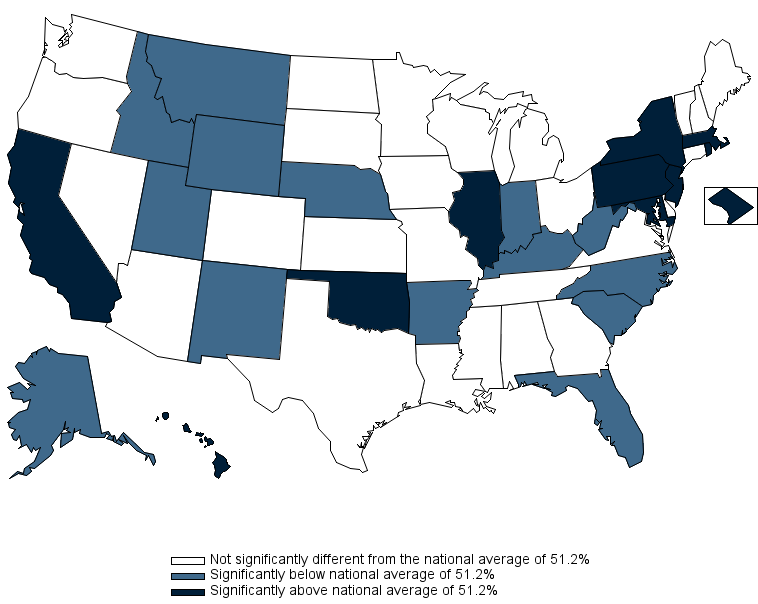 Not significantly different from the national average of 51.2%
Significantly below national average of 51.2%
Significantly above national average of 51.2%